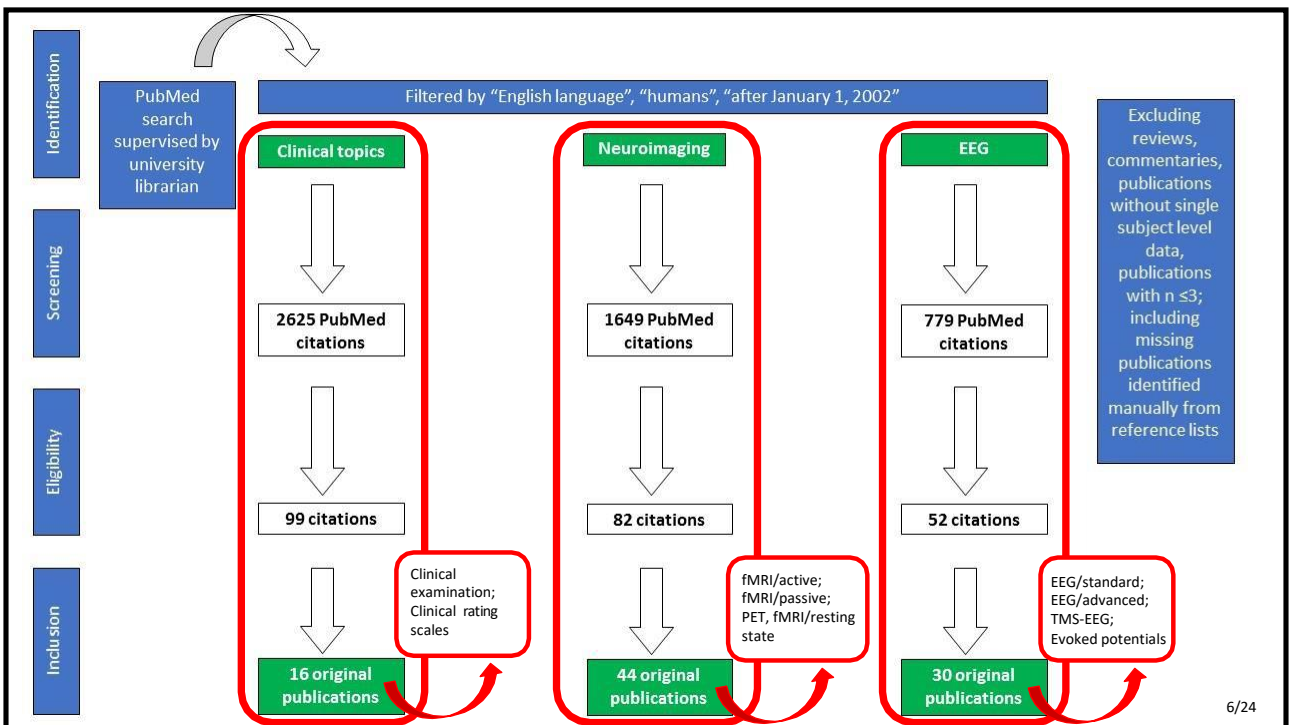 Identification
Screening
Eligibility
Inclusion
PubMed
search
supervised by
university
librarian
Filtered by “English language”, “humans”, “after January 1, 2002”
Clinical topics
2625 PubMed
citations
99 citations
16 original
publications
Clinical
examination;
Clinical rating
scales
Neuroimaging
1649 PubMed
citations
82 citations
44 original
publications
fMRI/active;
fMRI/passive;
PET, fMRI/resting
state
EEG
779 PubMed
citations
52 citations
30 original
publications
EEG/standard;
EEG/advanced;
TMS-EEG;
Evoked potentials
Excluding
reviews,
commentaries,
publications
without single
subject level
data,
publications
with n ≤3;
including
missing
publications
identified
manually from
reference lists
6/24